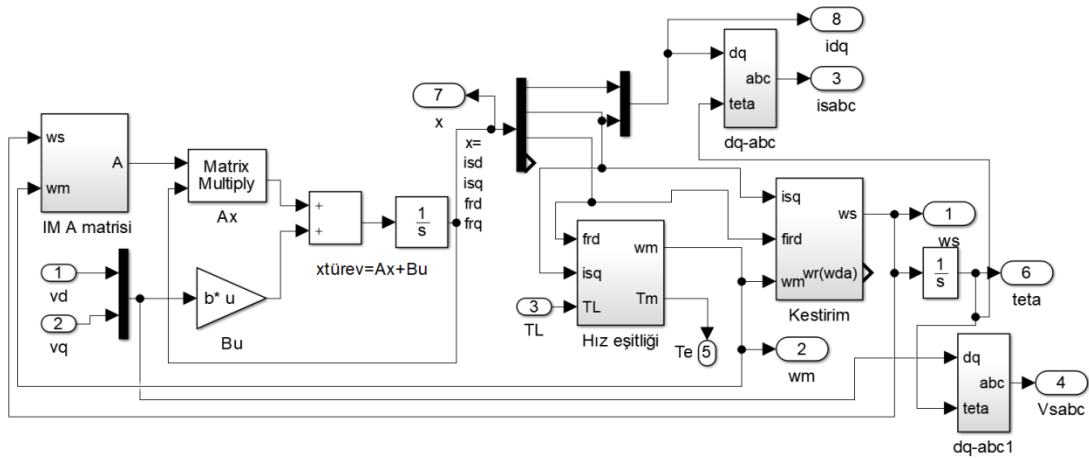 ws
wm
A
IM A matrisi
1
vd
2
vq
Matrix
Multiply
Ax
b* u
Bu
+
+
xtürev=Ax+Bu
1
s
7
x
x=
isd
isq
frd
frq
8
idq
dq
abc
teta
dq-abc
3
isabc
frd
isq
TL
wm
Tm
Hız eşitliği
3
TL
Te
5
isq
fird
wm
ws
wr(wda)
Kestirim
1
ws
1
s
6
teta
2
wm
dq
abc
teta
dq-abc1
4
Vsabc